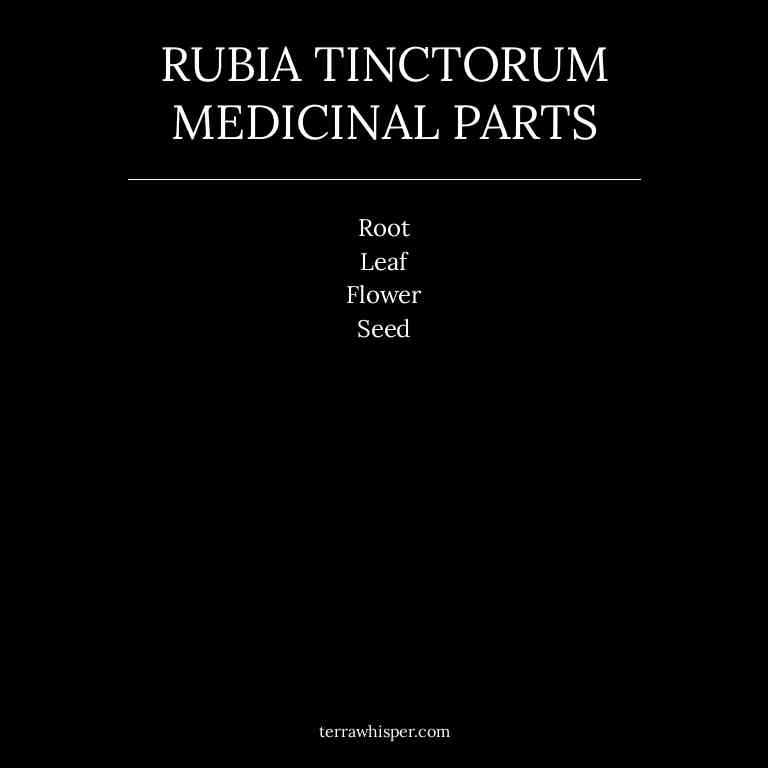 RUBIA TINCTORUM
MEDICINAL PARTS
Root
Leaf
Flower
Seed
terrawhisper.com